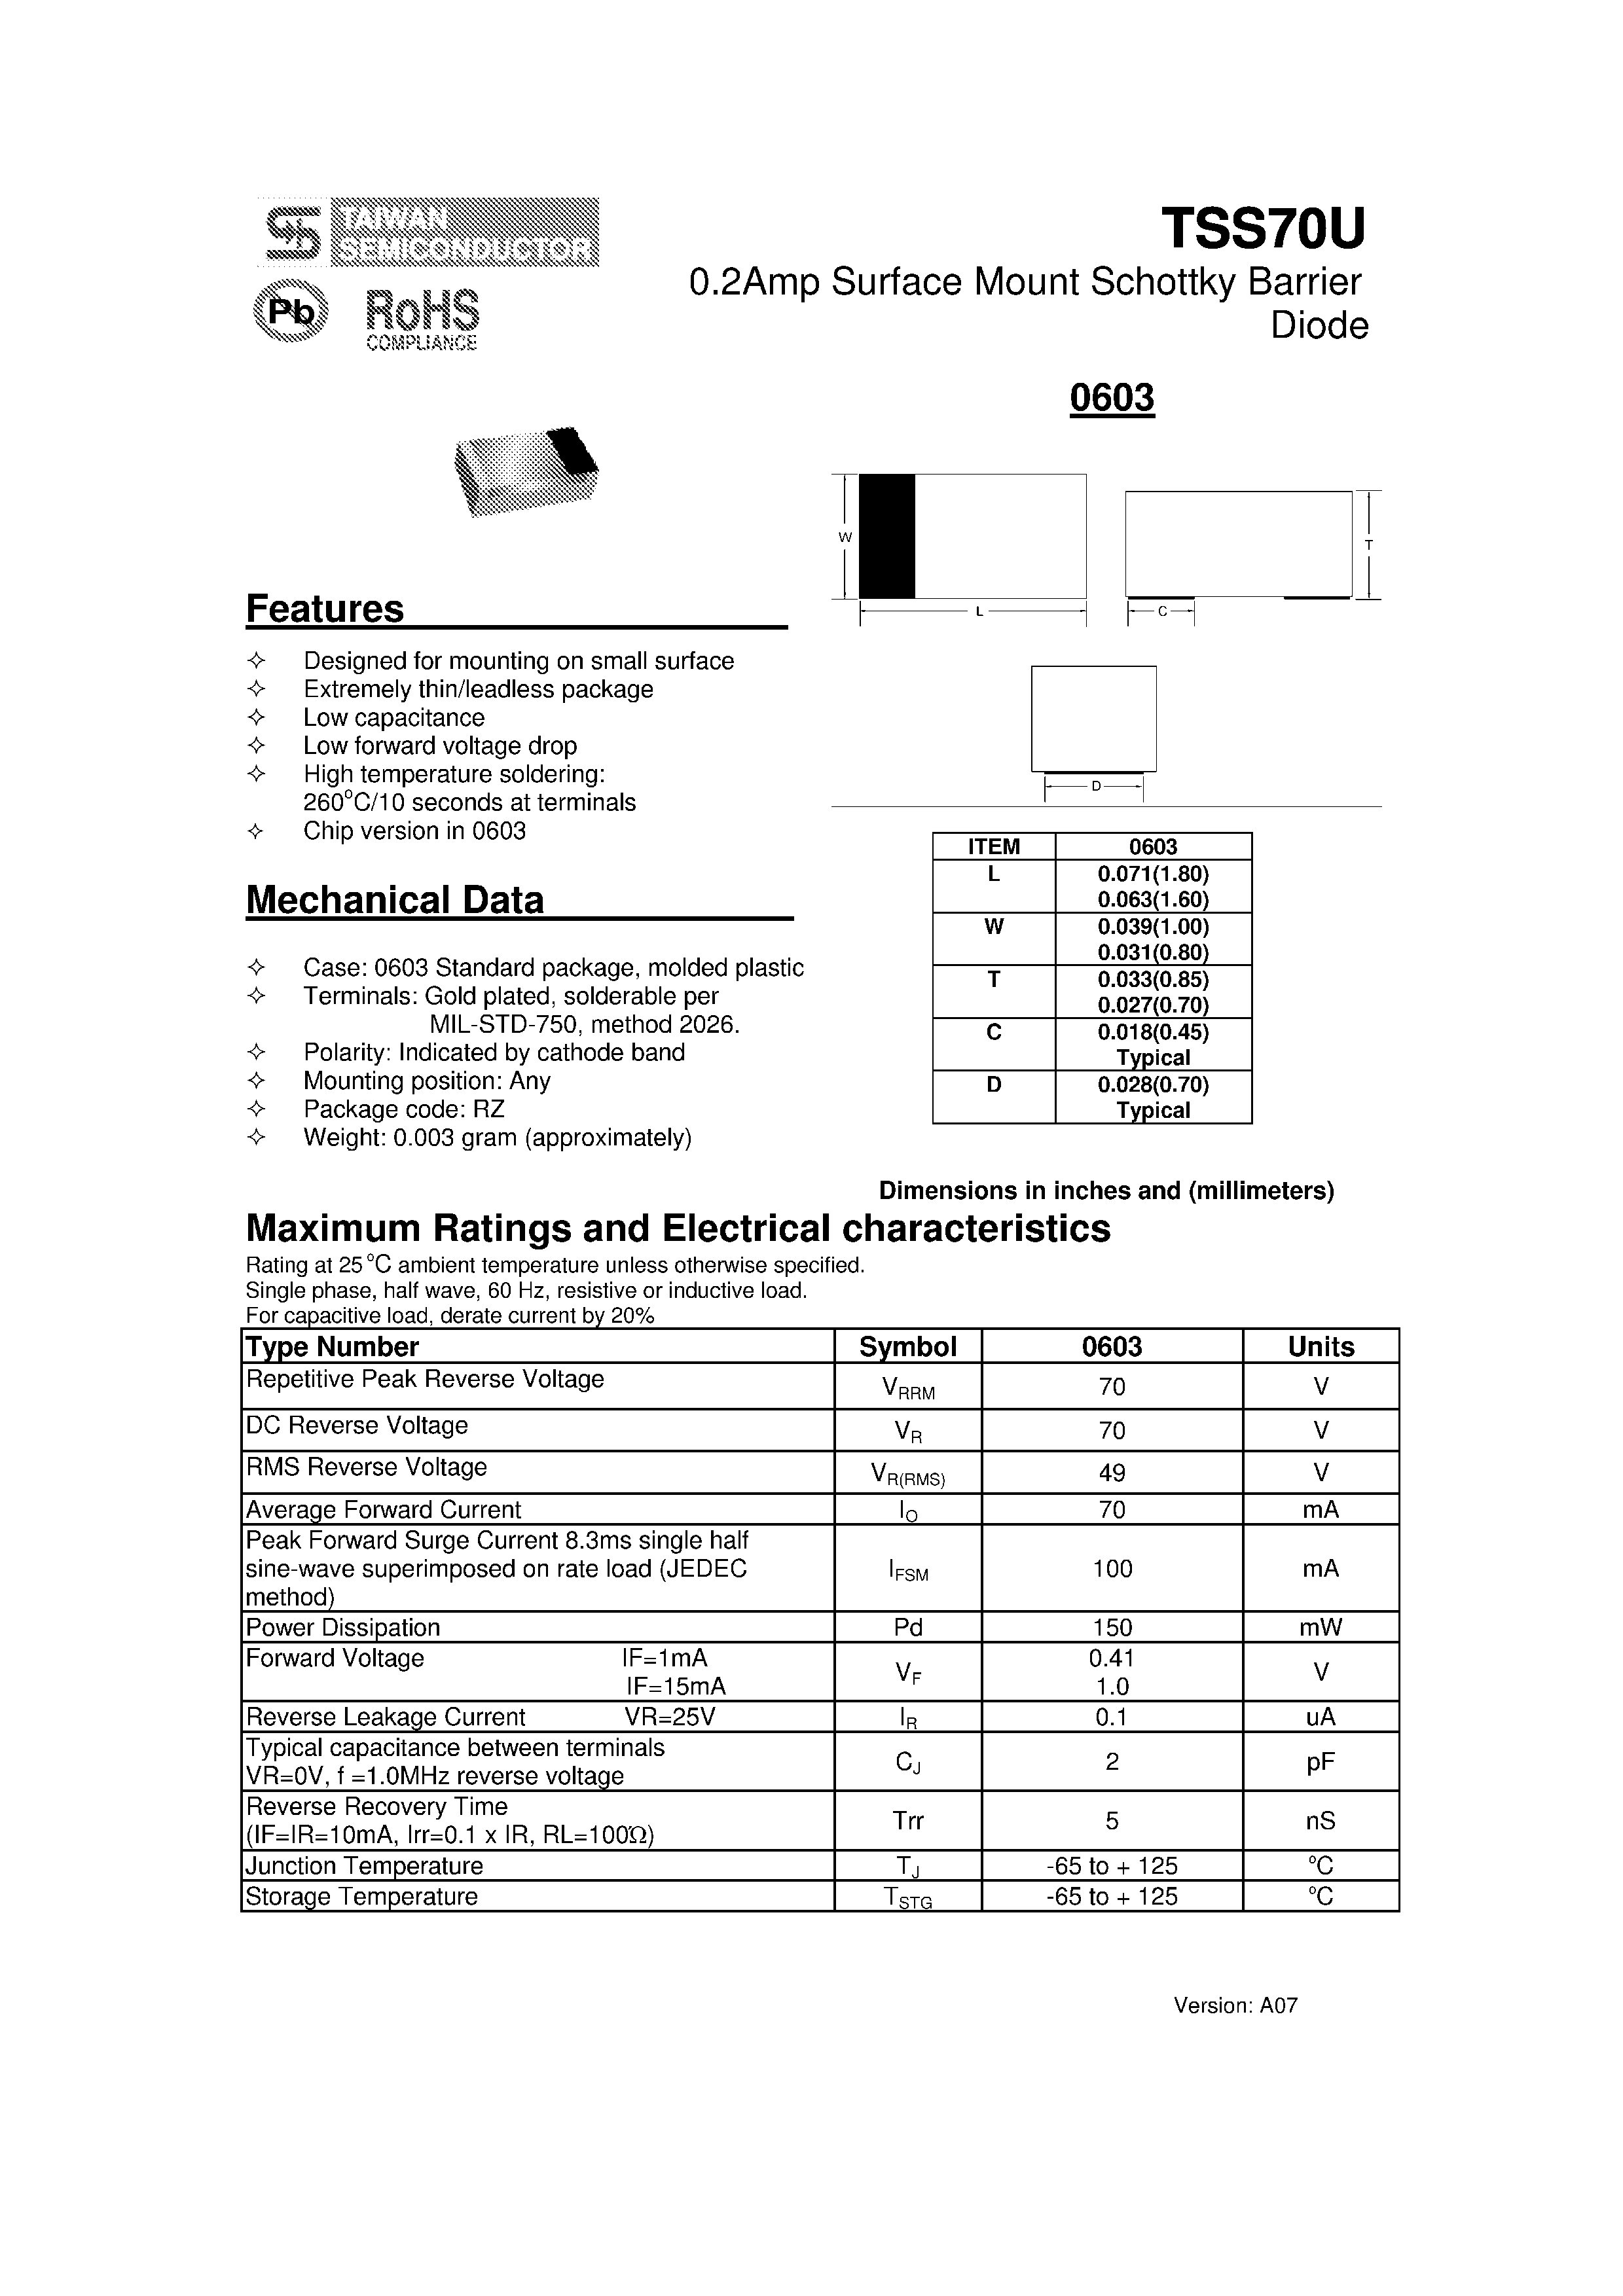 TAIWAN
SEMICONDUCTOR
Pb
RoHS
COMPLIANCE
TSS70U
0.2Amp Surface Mount Schottky Barrier
Diode
0603
W
L
T
C
D
Features
✧ Designed for mounting on small surface
✧ Extremely thin/leadless package
✧ Low capacitance
✧ Low forward voltage drop
✧ High temperature soldering:
260°C/10 seconds at terminals
✧ Chip version in 0603
Mechanical Data
✧ Case: 0603 Standard package, molded plastic
✧ Terminals: Gold plated, solderable per
MIL-STD-750, method 2026.
✧ Polarity: Indicated by cathode band
✧ Mounting position: Any
✧ Package code: RZ
✧ Weight: 0.003 gram (approximately)
ITEM 0603
L 0.071(1.80)
0.063(1.60)
W 0.039(1.00)
0.031(0.80)
T 0.033(0.85)
0.027(0.70)
C 0.018(0.45)
Typical
D 0.028(0.70)
Typical
Dimensions in inches and (millimeters)
Maximum Ratings and Electrical characteristics
Rating at 25 °C ambient temperature unless otherwise specified.
Single phase, half wave, 60 Hz, resistive or inductive load.
For capacitive load, derate current by 20%
Type Number Symbol 0603 Units
Repetitive Peak Reverse Voltage VRRM 70 V
DC Reverse Voltage VR 70 V
RMS Reverse Voltage VR(RMS) 49 V
Average Forward Current IO 70 mA
Peak Forward Surge Current 8.3ms single half
sine-wave superimposed on rate load (JEDEC IFSM 100 mA
method)
Power Dissipation Pd 150 mW
Forward Voltage IF=1mA VF 0.41 V
IF=15mA 1.0
Reverse Leakage Current VR=25V IR 0.1 uA
Typical capacitance between terminals CJ 2 pF
VR=0V, f =1.0MHz reverse voltage
Reverse Recovery Time Trr 5 nS
(IF=IR=10mA, Irr=0.1 x IR, RL=100Ω)
Junction Temperature TJ -65 to + 125 °C
Storage Temperature TSTG -65 to + 125 °C
Version: A07